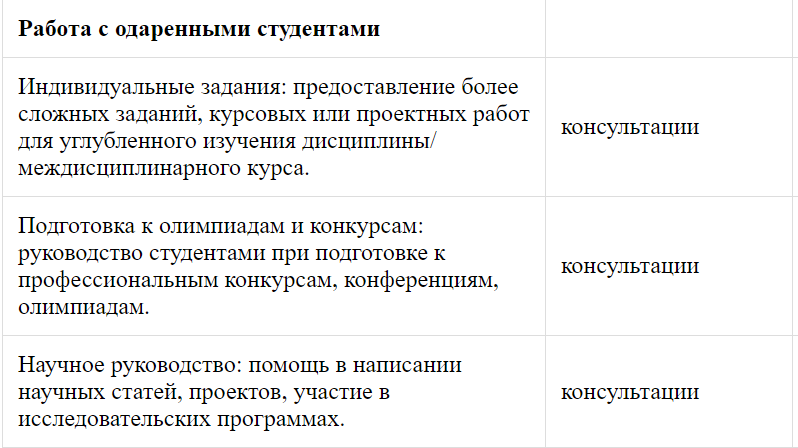 Работа с одаренными студентами
Индивидуальные задания: предоставление более
сложных заданий, курсовых или проектных работ
для углубленного изучения дисциплины/
междисциплинарного курса.
консультации
Подготовка к олимпиадам и конкурсам:
руководство студентами при подготовке к
профессиональным конкурсам, конференциям,
олимпиадам.
консультации
Научное руководство: помощь в написании
научных статей, проектов, участие в
исследовательских программах.
консультации